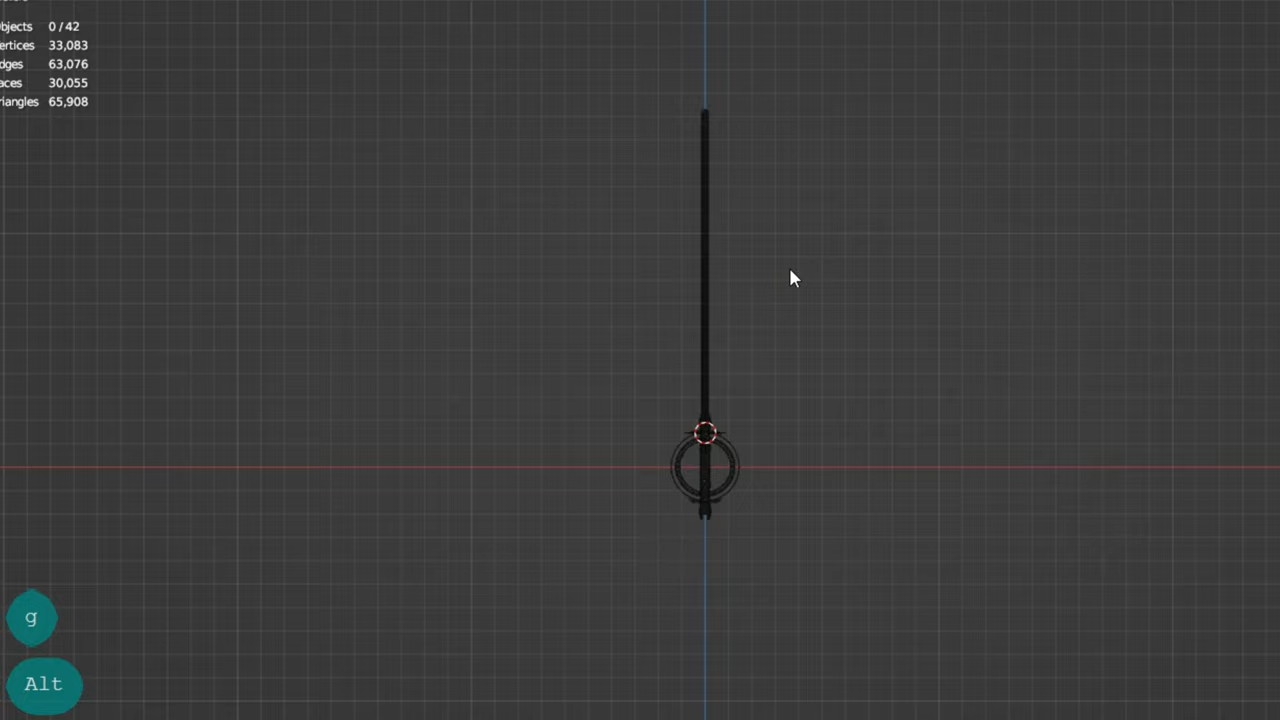 bjects 0 / 42
ertices 33,083
dges 63,076
aces 30,055
riangles 65,908
g
Alt